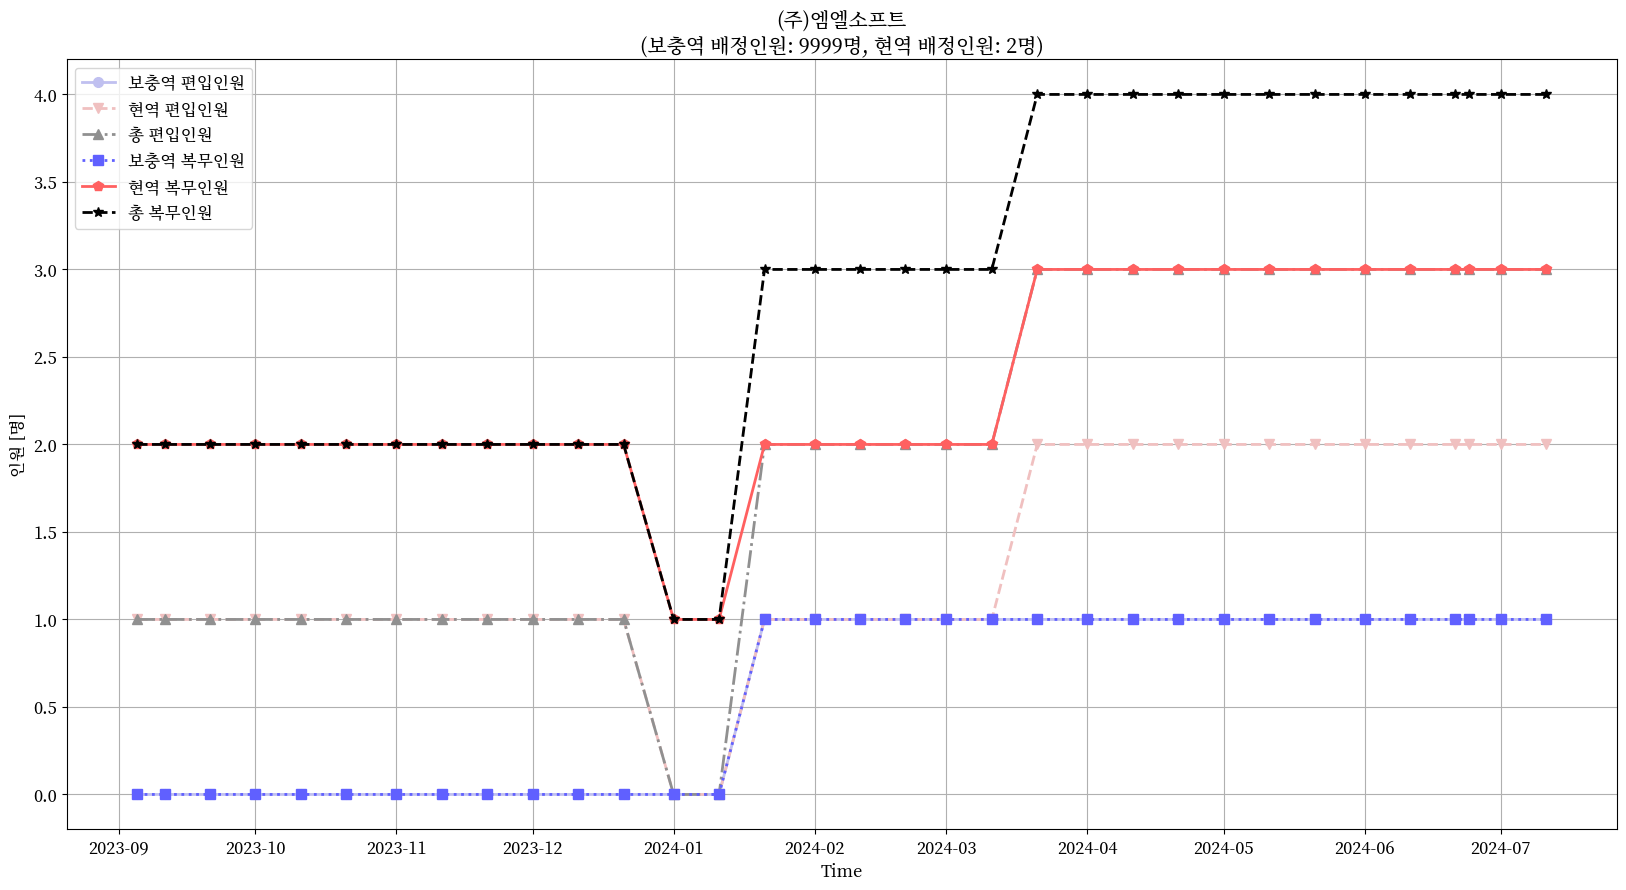 (주)엠엘소프트
(보충역 배정인원: 9999명, 현역 배정인원: 2명)
보충역 편입인원
현역 편입인원
총 편입인원
보충역 복무인원
현역 복무인원
총 복무인원
4.0
3.5
3.0
2.5
2.0
1.5
1.0
0.5
0.0
인원 [명]
2023-09 2023-10 2023-11 2023-12 2024-01 2024-02 2024-03 2024-04 2024-05 2024-06 2024-07
Time